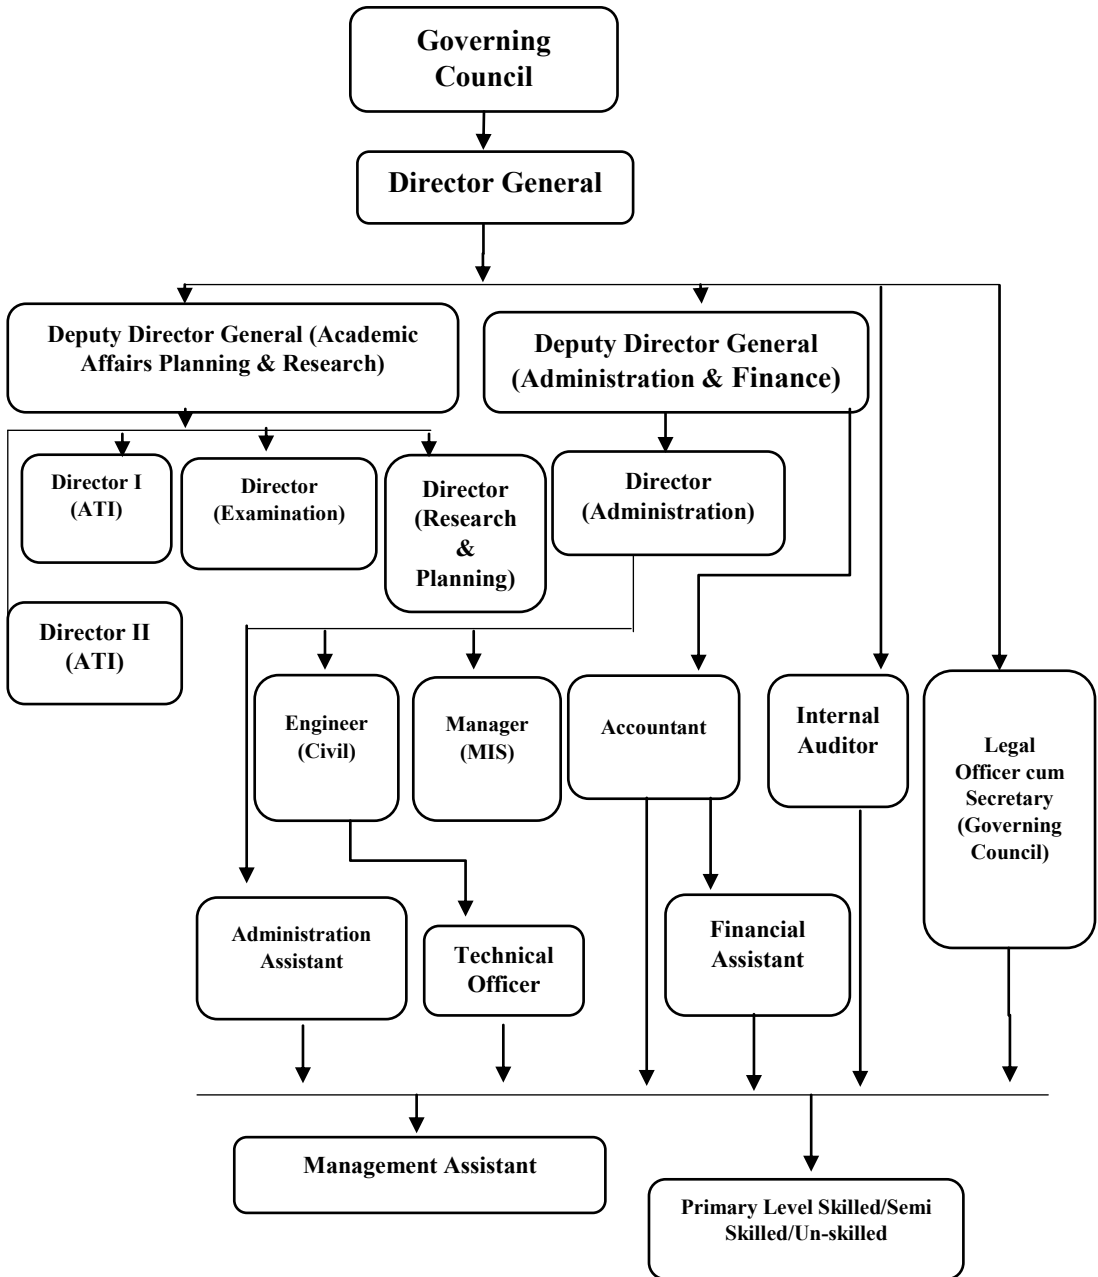 Governing
Council
Director General
Deputy Director General (Academic
Affairs Planning & Research)
Deputy Director General
(Administration & Finance)
Director I
(ATI)
Director
(Examination)
Director
(Research
&
Planning)
Director
(Administration)
Director II
(ATI)
Engineer
(Civil)
Manager
(MIS)
Accountant
Internal
Auditor
Legal
Officer cum
Secretary
(Governing
Council)
Administration
Assistant
Technical
Officer
Financial
Assistant
Management Assistant
Primary Level Skilled/Semi
Skilled/Un-skilled